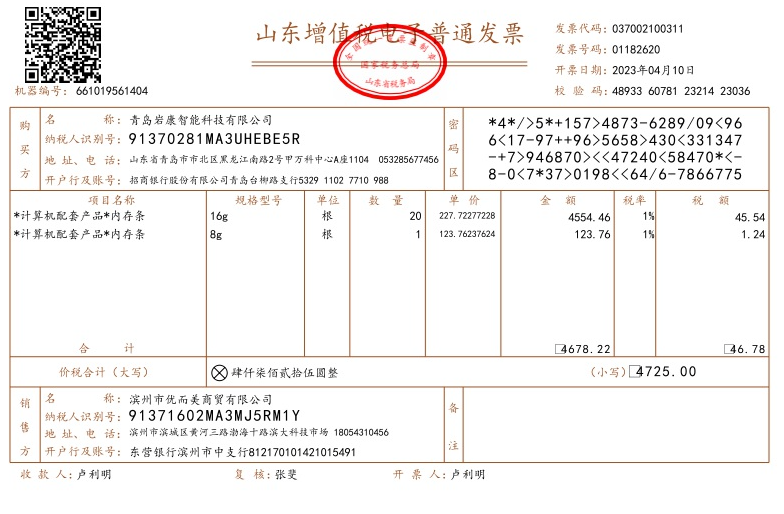 山东增值税电子普通发票
全国统一发票监制章
国家税务总局
山东省税务局
机器编号： 661019561404
发票代码：037002100311
发票号码：01182620
开票日期：2023年04月10日
校 验 码：48933 60781 23214 23036
购买方
名 称：青岛岩康智能科技有限公司
纳税人识别号：91370281MA3UHEBE5R
地 址、电 话：山东省青岛市市北区黑龙江南路2号甲万科中心A座1104 053285677456
开户行及账号：招商银行股份有限公司青岛台柳路支行5329 1102 7710 988
密码区
*4*/>5*+157>4873-6289/09<96
6<17-97++96>5658>430<331347
-+7>946870><<47240<58470*<-
8-0<7*37>0198<<64/6-7866775
项目名称 规格型号 单位 数 量 单 价 金 额 税率 税 额
*计算机配套产品*内存条 16g 根 20 227.72277228 4554.46 1% 45.54
*计算机配套产品*内存条 8g 根 1 123.76237624 123.76 1% 1.24
合 计 □4678.22 □46.78
价税合计（大写） ⊗肆仟柒佰贰拾伍圆整 （小写）□4725.00
销售方
名 称：滨州市优而美商贸有限公司
纳税人识别号：91371602MA3MJ5RM1Y
地 址、电 话：滨州市滨城区黄河三路渤海十路滨大科技市场 18054310456
开户行及账号：东营银行滨州市中支行812170101421015491
备注
收 款 人：卢利明 复 核：张斐 开 票 人：卢利明